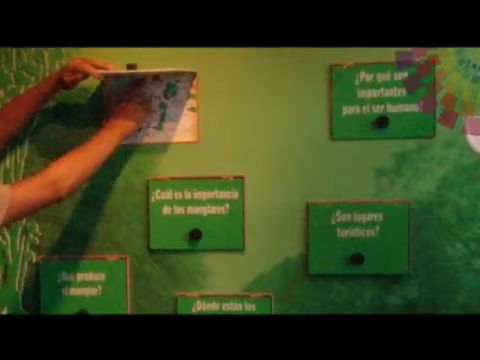 ¿Por qué son
importantes
para el ser humano?
¿Cuál es la importancia
de los manglares?
¿Son lugares
turísticos?
¿Qué produce
el manglar?
¿Dónde están los